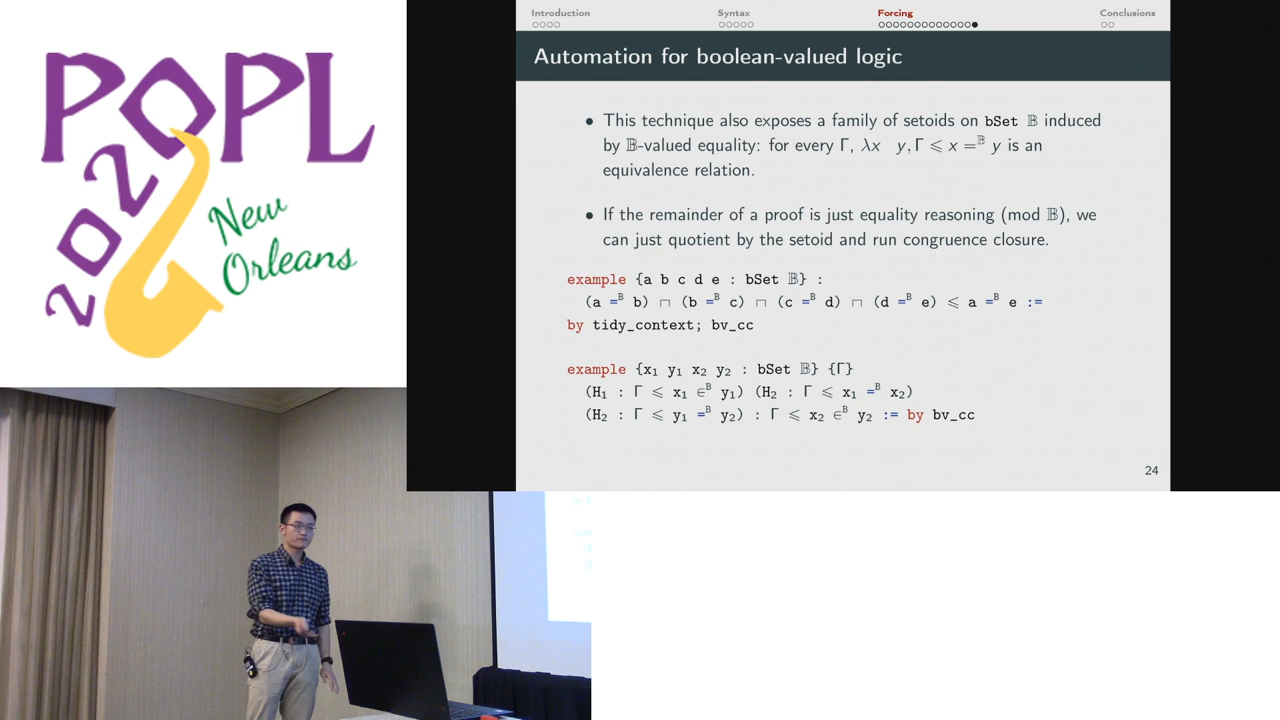 POPL
2020
New
Orleans
Introduction Syntax Forcing Conclusions
Automation for boolean-valued logic
• This technique also exposes a family of setoids on bSet 𝔹 induced
by 𝔹-valued equality: for every Γ, λx y, Γ ⩽ x =ᴮ y is an
equivalence relation.
• If the remainder of a proof is just equality reasoning (mod 𝔹), we
can just quotient by the setoid and run congruence closure.
example {a b c d e : bSet 𝔹} :
(a =ᴮ b) ⊓ (b =ᴮ c) ⊓ (c =ᴮ d) ⊓ (d =ᴮ e) ⩽ a =ᴮ e :=
by tidy_context; bv_cc
example {x₁ y₁ x₂ y₂ : bSet 𝔹} {Γ}
(H₁ : Γ ⩽ x₁ ∈ᴮ y₁) (H₂ : Γ ⩽ x₁ =ᴮ x₂)
(H₂ : Γ ⩽ y₁ =ᴮ y₂) : Γ ⩽ x₂ ∈ᴮ y₂ := by bv_cc
24